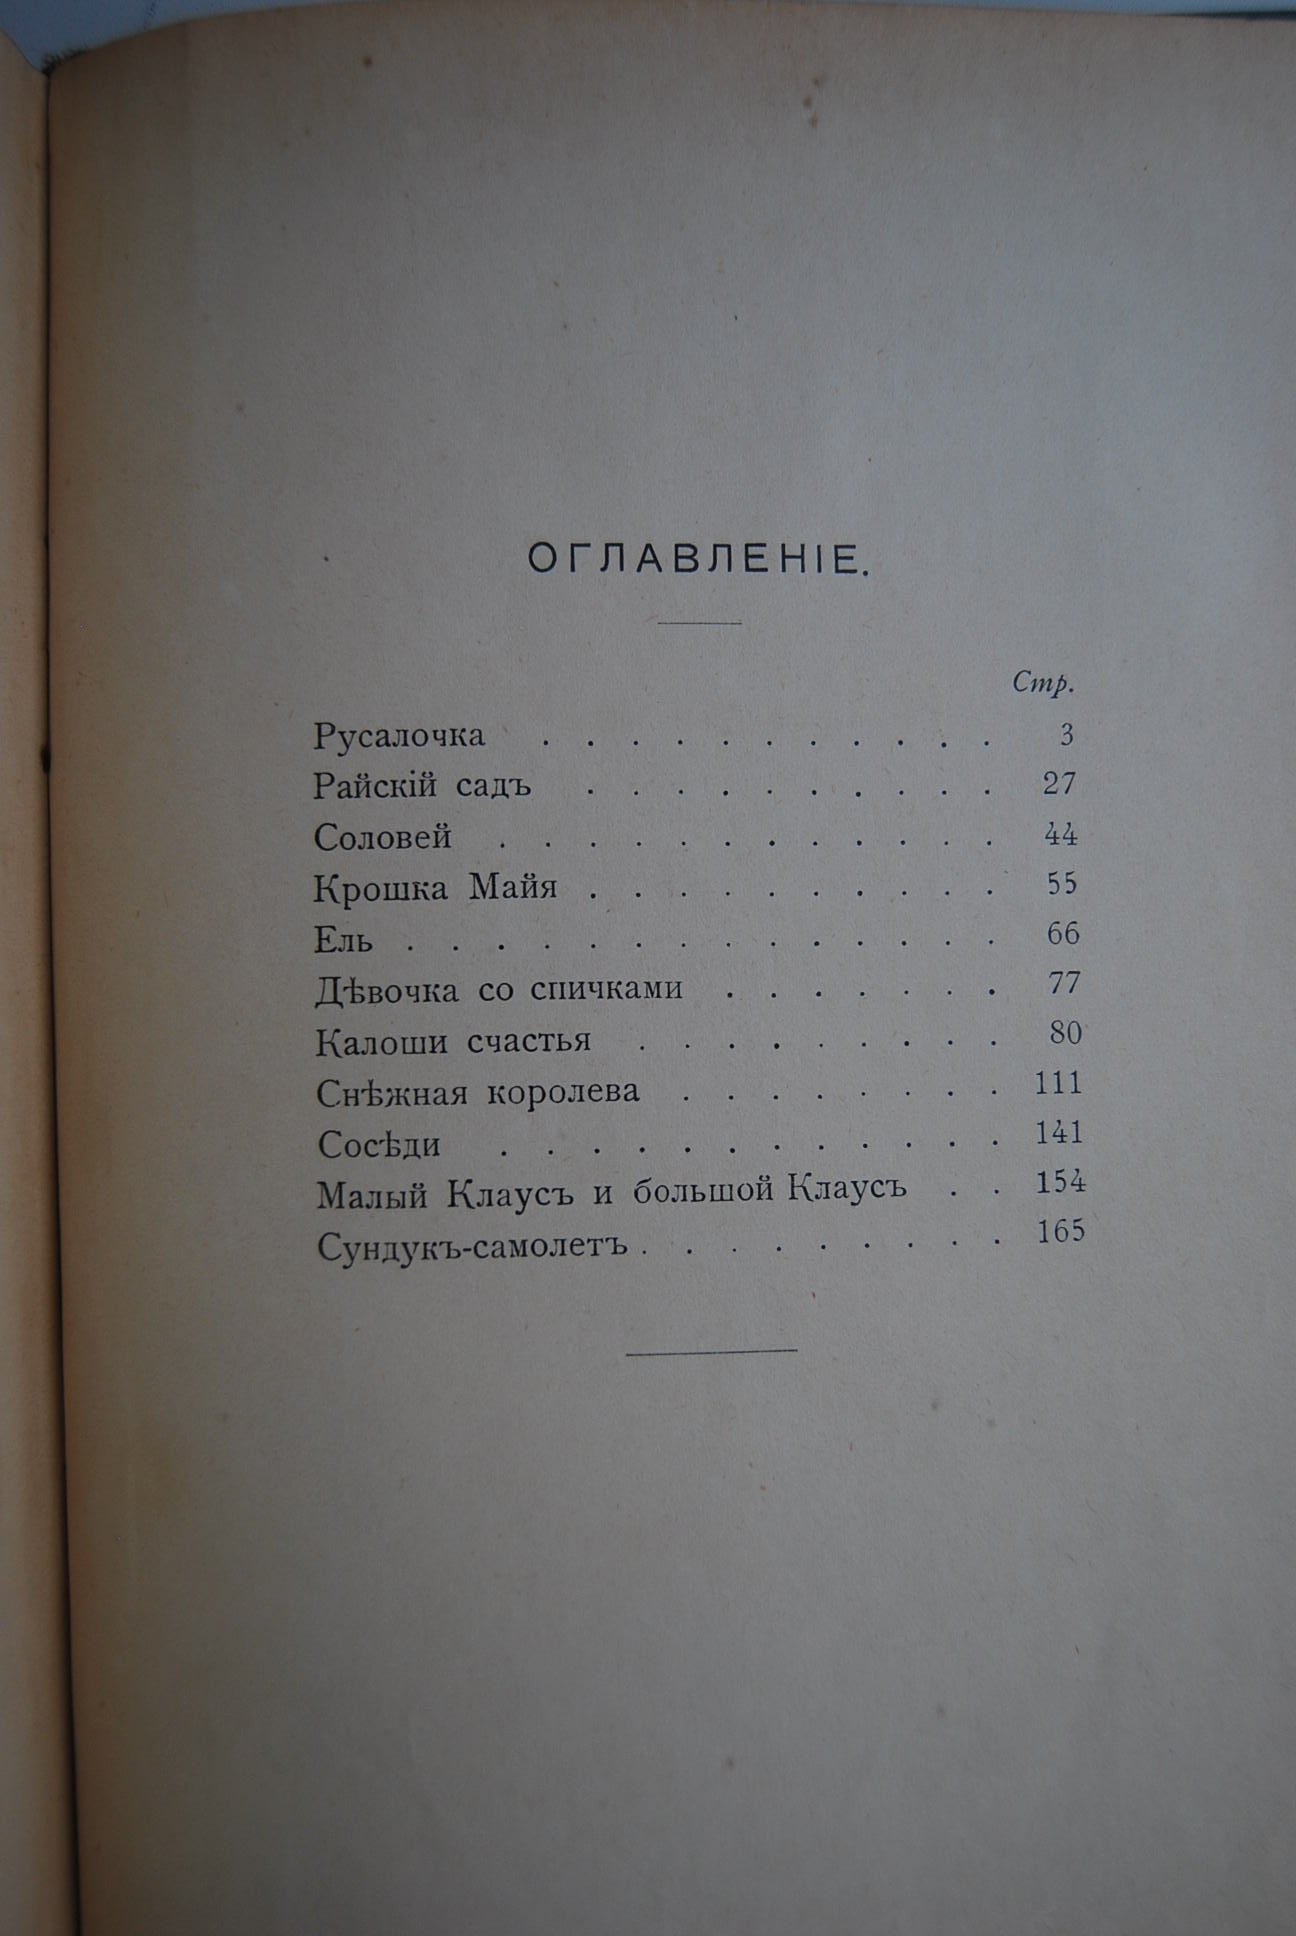 ОГЛАВЛЕНІЕ.
Стр.
Русалочка . . . . . . . . . . . 3
Райскій садъ . . . . . . . . . . 27
Соловей . . . . . . . . . . . . 44
Крошка Майя . . . . . . . . . . 55
Ель . . . . . . . . . . . . . . 66
Дѣвочка со спичками . . . . . . . 77
Калоши счастья . . . . . . . . . 80
Снѣжная королева . . . . . . . . 111
Сосѣди . . . . . . . . . . . . 141
Малый Клаусъ и большой Клаусъ . . 154
Сундукъ-самолетъ . . . . . . . . . 165